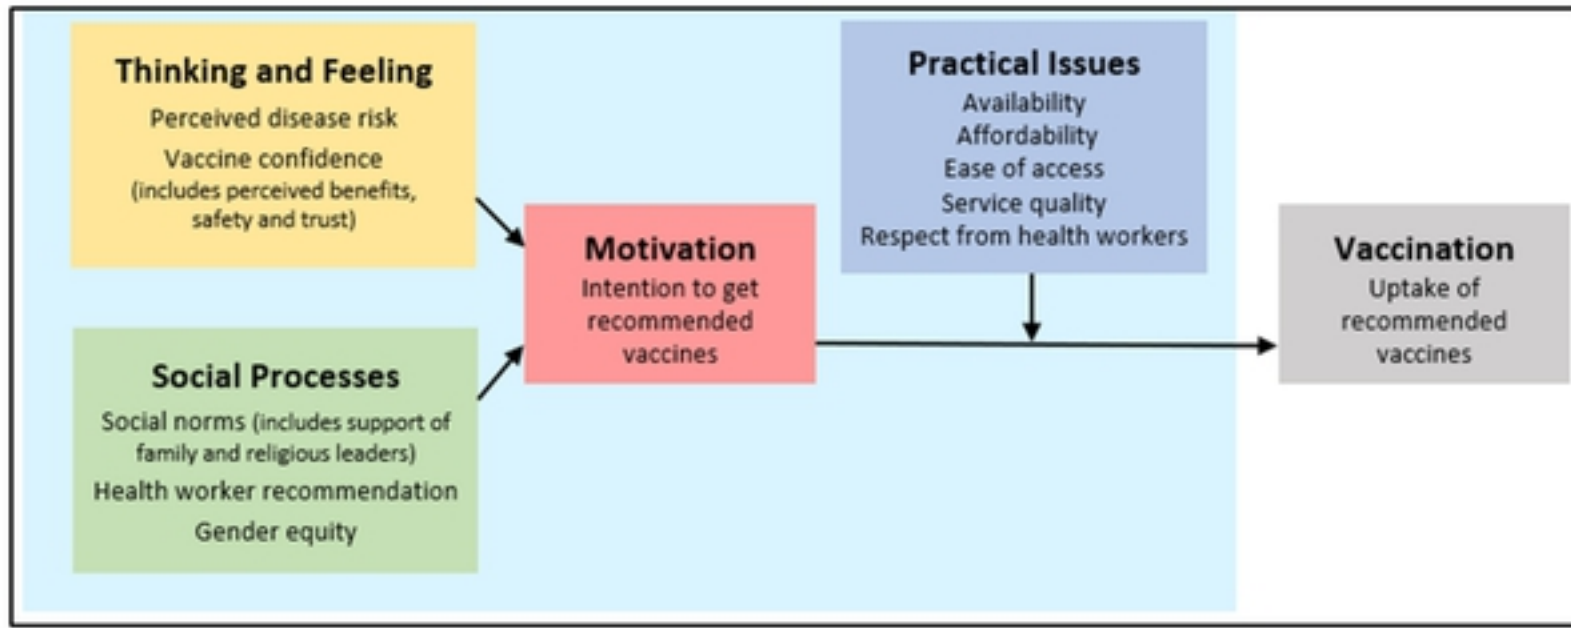 Thinking and Feeling
Perceived disease risk
Vaccine confidence
(includes perceived benefits,
safety and trust)
Social Processes
Social norms (includes support of
family and religious leaders)
Health worker recommendation
Gender equity
Motivation
Intention to get
recommended
vaccines
Practical Issues
Availability
Affordability
Ease of access
Service quality
Respect from health workers
Vaccination
Uptake of
recommended
vaccines